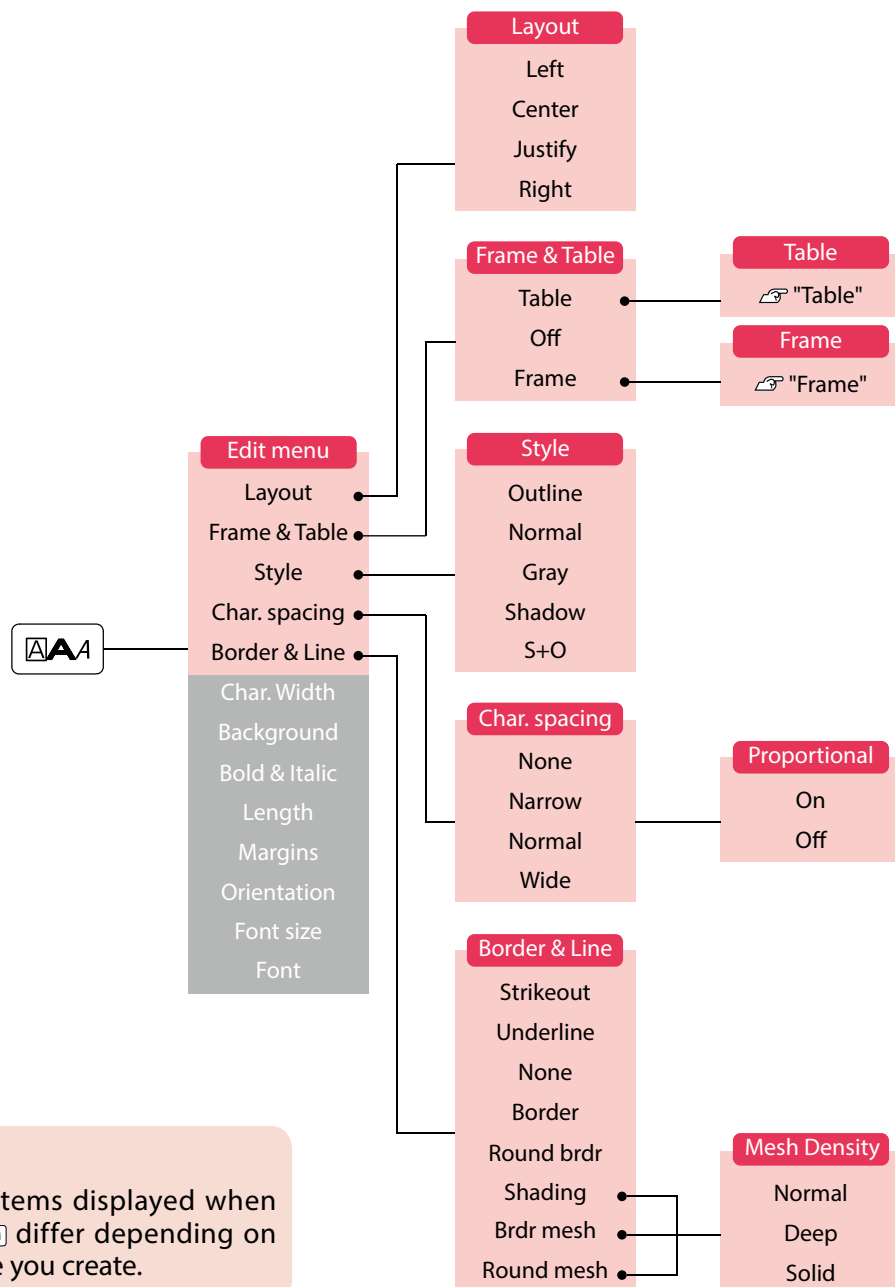 AAA
Edit menu
Layout
Frame & Table
Style
Char. spacing
Border & Line
Char. Width
Background
Bold & Italic
Length
Margins
Orientation
Font size
Font
Layout
Left
Center
Justify
Right
Frame & Table
Table
Off
Frame
Table
"Table"
Frame
"Frame"
Style
Outline
Normal
Gray
Shadow
S+O
Char. spacing
None
Narrow
Normal
Wide
Proportional
On
Off
Border & Line
Strikeout
Underline
None
Border
Round brdr
Shading
Brdr mesh
Round mesh
Mesh Density
Normal
Deep
Solid
tems displayed when
differ depending on
you create.